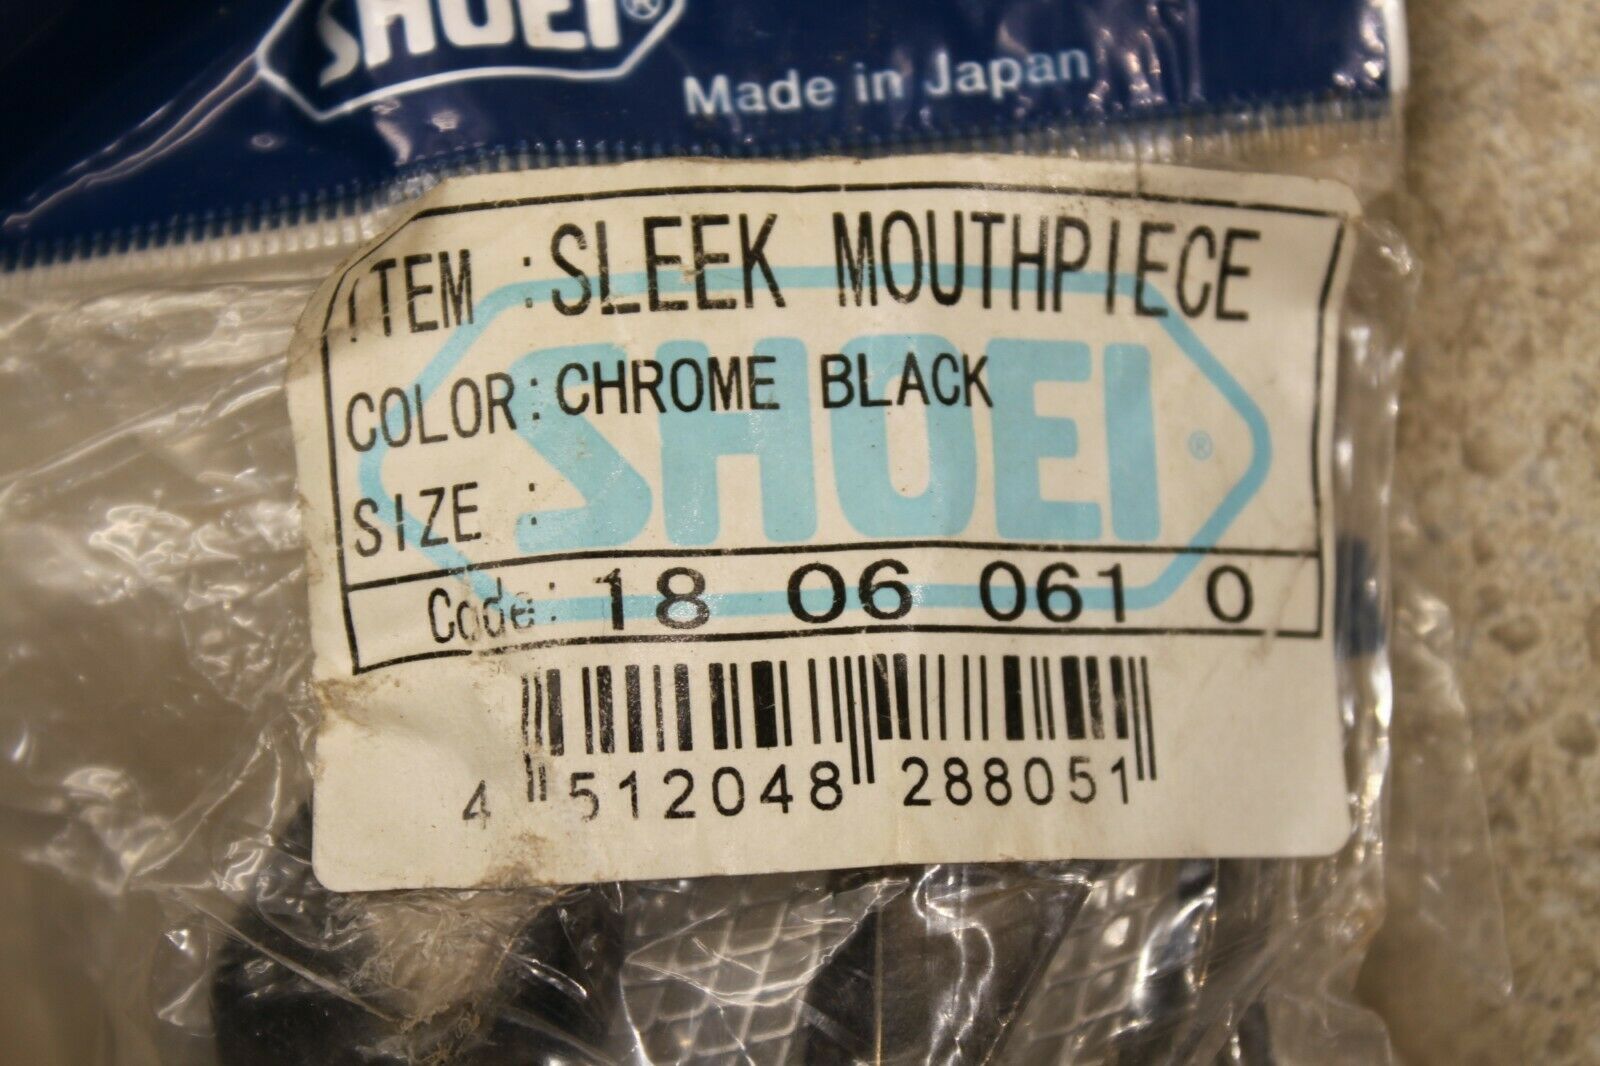 SHOEI®
Made in Japan
ITEM : SLEEK MOUTHPIECE
COLOR: CHROME BLACK
SIZE :
SHOEI®
Code: 18 06 061 0
4 512048 288051